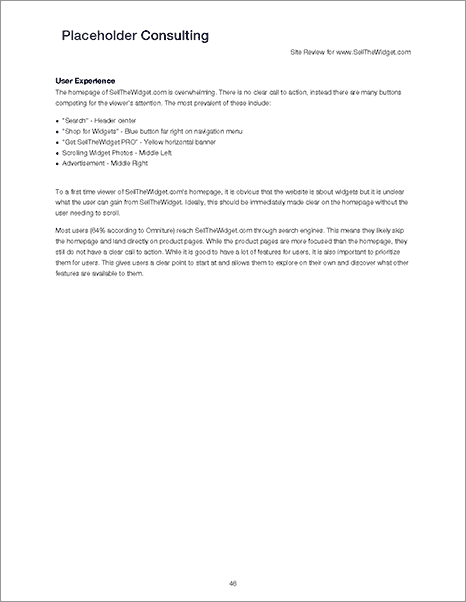 Placeholder Consulting
Site Review for www.SellTheWidget.com
User Experience
The homepage of SellTheWidget.com is overwhelming. There is no clear call to action, instead there are many buttons
competing for the viewer's attention. The most prevalent of these include:
• "Search" - Header center
• "Shop for Widgets" - Blue button far right on navigation menu
• "Get SellTheWidget PRO" - Yellow horizontal banner
• Scrolling Widget Photos - Middle Left
• Advertisement - Middle Right
To a first time viewer of SellTheWidget.com's homepage, it is obvious that the website is about widgets but it is unclear
what the user can gain from SellTheWidget. Ideally, this should be immediately made clear on the homepage without the
user needing to scroll.
Most users (64% according to Omniture) reach SellTheWidget.com through search engines. This means they likely skip
the homepage and land directly on product pages. While the product pages are more focused than the homepage, they
still do not have a clear call to action. While it is good to have a lot of features for users, it is also important to prioritize
them for users. This gives users a clear point to start at and allows them to explore on their own and discover what other
features are available to them.
46